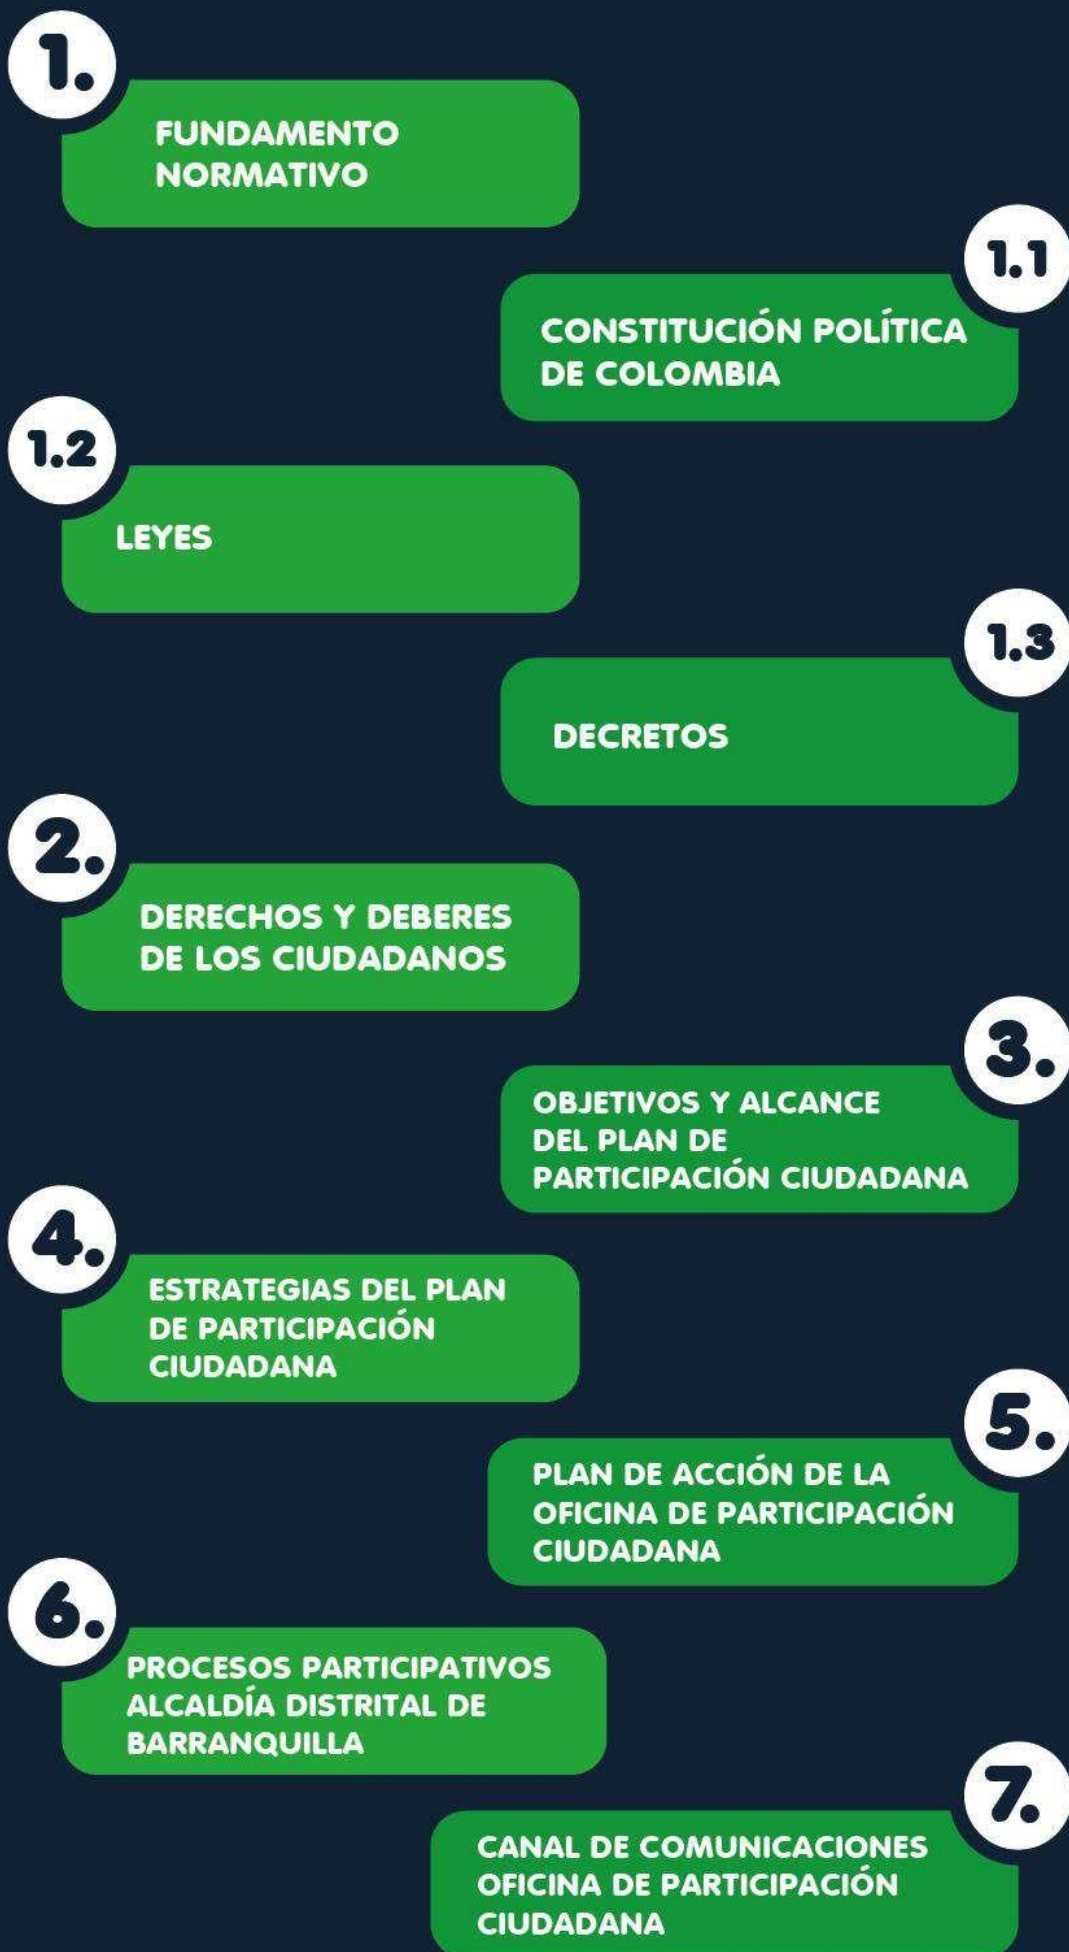 1.
FUNDAMENTO
NORMATIVO
1.1
CONSTITUCIÓN POLÍTICA
DE COLOMBIA
1.2
LEYES
1.3
DECRETOS
2.
DERECHOS Y DEBERES
DE LOS CIUDADANOS
3.
OBJETIVOS Y ALCANCE
DEL PLAN DE
PARTICIPACIÓN CIUDADANA
4.
ESTRATEGIAS DEL PLAN
DE PARTICIPACIÓN
CIUDADANA
5.
PLAN DE ACCIÓN DE LA
OFICINA DE PARTICIPACIÓN
CIUDADANA
6.
PROCESOS PARTICIPATIVOS
ALCALDÍA DISTRITAL DE
BARRANQUILLA
7.
CANAL DE COMUNICACIONES
OFICINA DE PARTICIPACIÓN
CIUDADANA